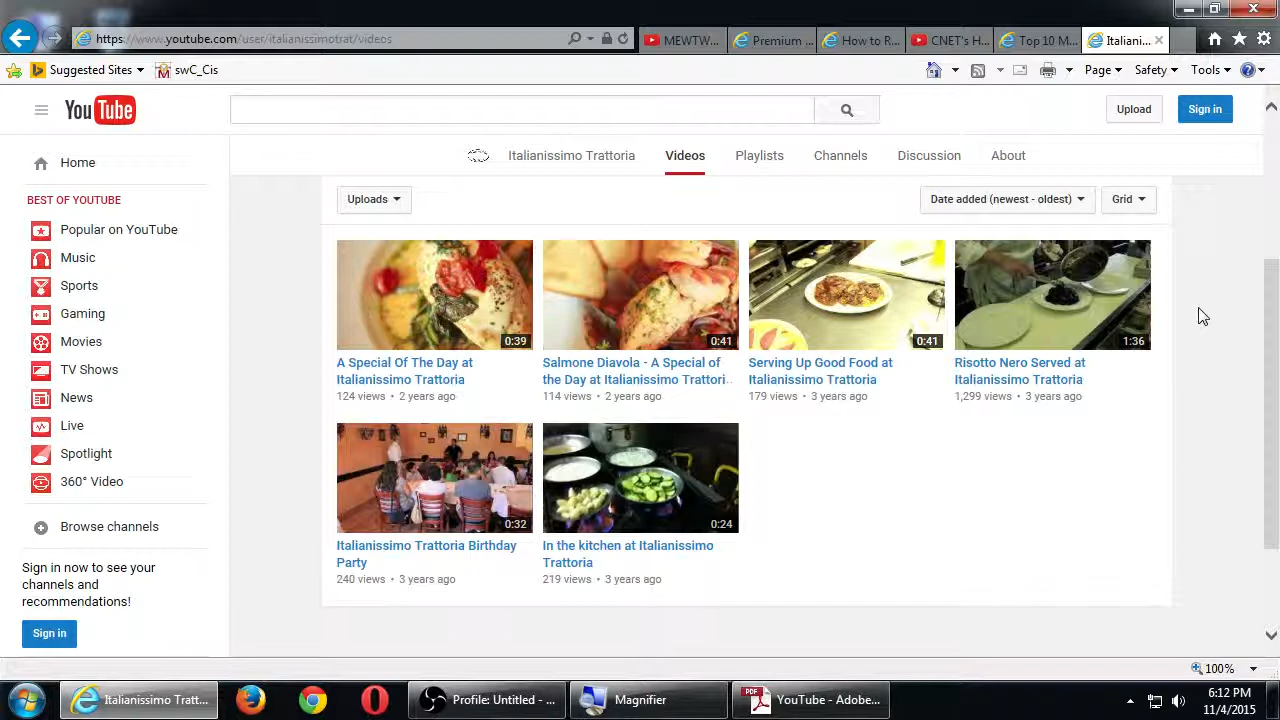 https://www.youtube.com/user/italianissimotrat/videos
MEWTW...
Premium ...
How to R...
CNET's H...
Top 10 M...
Italiani...
Suggested Sites
swC_Cis
Page
Safety
Tools
YouTube
Upload
Sign in
Home
BEST OF YOUTUBE
Popular on YouTube
Music
Sports
Gaming
Movies
TV Shows
News
Live
Spotlight
360° Video
Browse channels
Sign in now to see your
channels and
recommendations!
Sign in
Italianissimo Trattoria
Videos
Playlists
Channels
Discussion
About
Uploads
Date added (newest - oldest)
Grid
0:39
A Special Of The Day at
Italianissimo Trattoria
124 views • 2 years ago
0:41
Salmone Diavola - A Special of
the Day at Italianissimo Trattori..
114 views • 2 years ago
0:41
Serving Up Good Food at
Italianissimo Trattoria
179 views • 3 years ago
1:36
Risotto Nero Served at
Italianissimo Trattoria
1,299 views • 3 years ago
0:32
Italianissimo Trattoria Birthday
Party
240 views • 3 years ago
0:24
In the kitchen at Italianissimo
Trattoria
219 views • 3 years ago
100%
Italianissimo Tratt...
Profile: Untitled - ...
Magnifier
PDF
YouTube - Adobe...
6:12 PM
11/4/2015